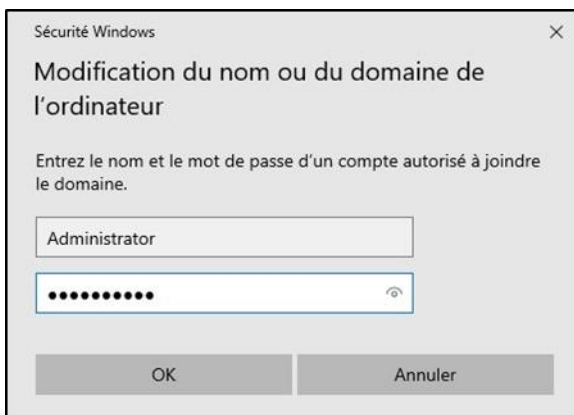 Sécurité Windows
Modification du nom ou du domaine de
l'ordinateur
Entrez le nom et le mot de passe d'un compte autorisé à joindre
le domaine.
Administrator
••••••••••
OK Annuler